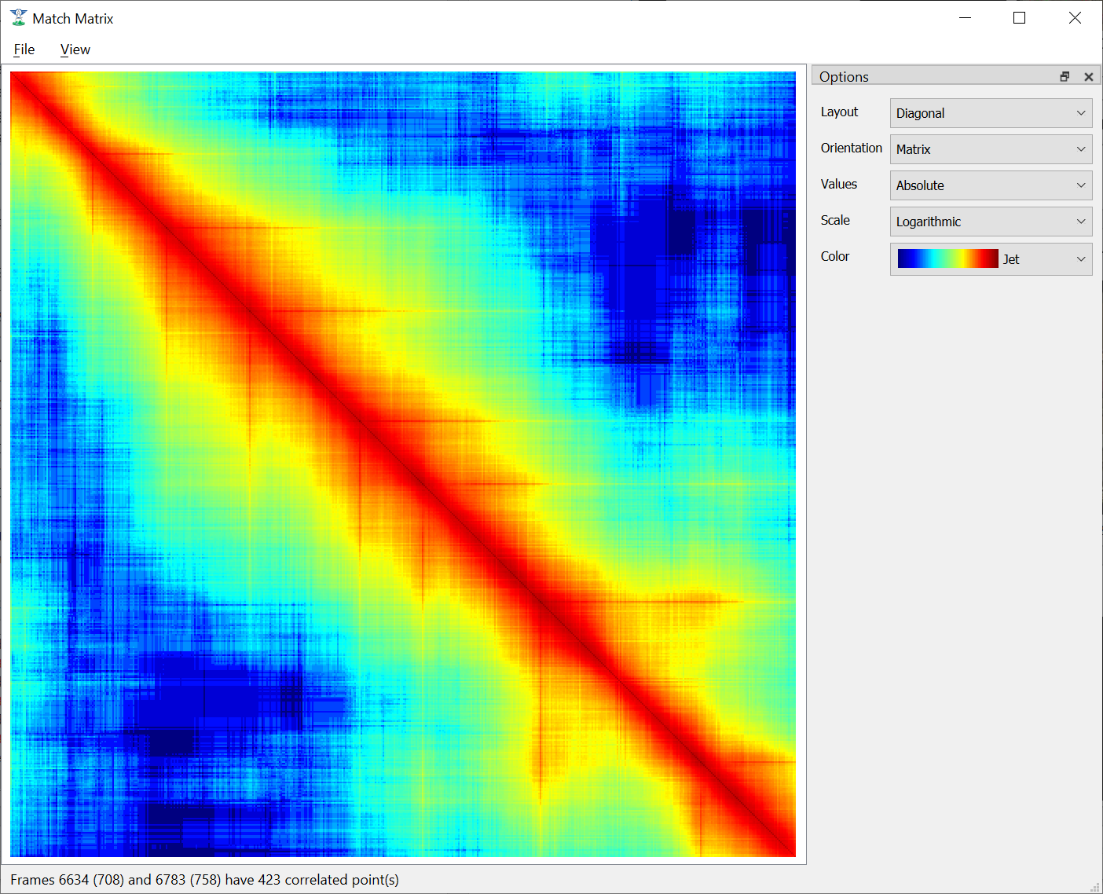 Match Matrix
File View
Options
Layout Diagonal
Orientation Matrix
Values Absolute
Scale Logarithmic
Color Jet
Frames 6634 (708) and 6783 (758) have 423 correlated point(s)